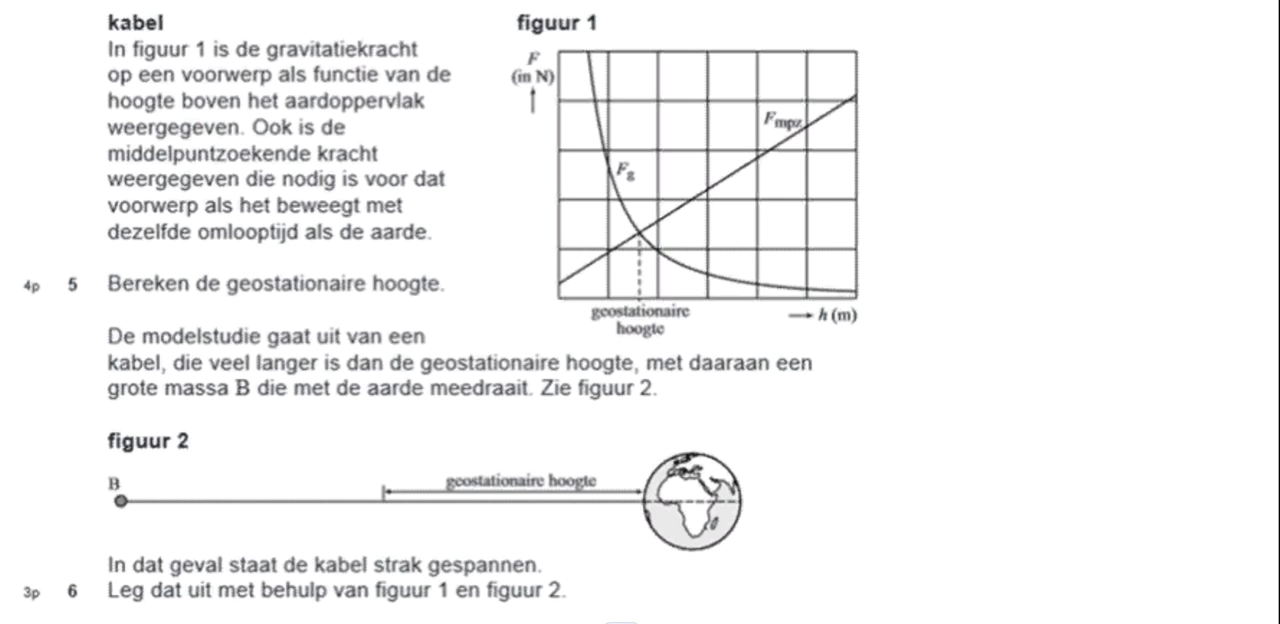 kabel
In figuur 1 is de gravitatiekracht
op een voorwerp als functie van de
hoogte boven het aardoppervlak
weergegeven. Ook is de
middelpuntzoekende kracht
weergegeven die nodig is voor dat
voorwerp als het beweegt met
dezelfde omlooptijd als de aarde.
figuur 1
F
(in N)
Fmpz
Fg
geostationaire
hoogte
h (m)
4p 5 Bereken de geostationaire hoogte.
De modelstudie gaat uit van een
kabel, die veel langer is dan de geostationaire hoogte, met daaraan een
grote massa B die met de aarde meedraait. Zie figuur 2.
figuur 2
B
geostationaire hoogte
In dat geval staat de kabel strak gespannen.
3p 6 Leg dat uit met behulp van figuur 1 en figuur 2.